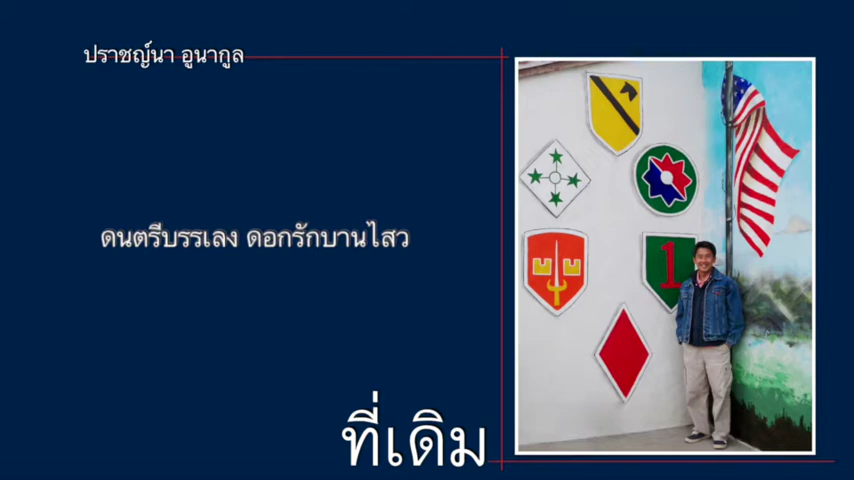 ปราชญ์นา อูนากูล
ดนตรีบรรเลง ดอกรักบานไสว
1
ที่เดิม